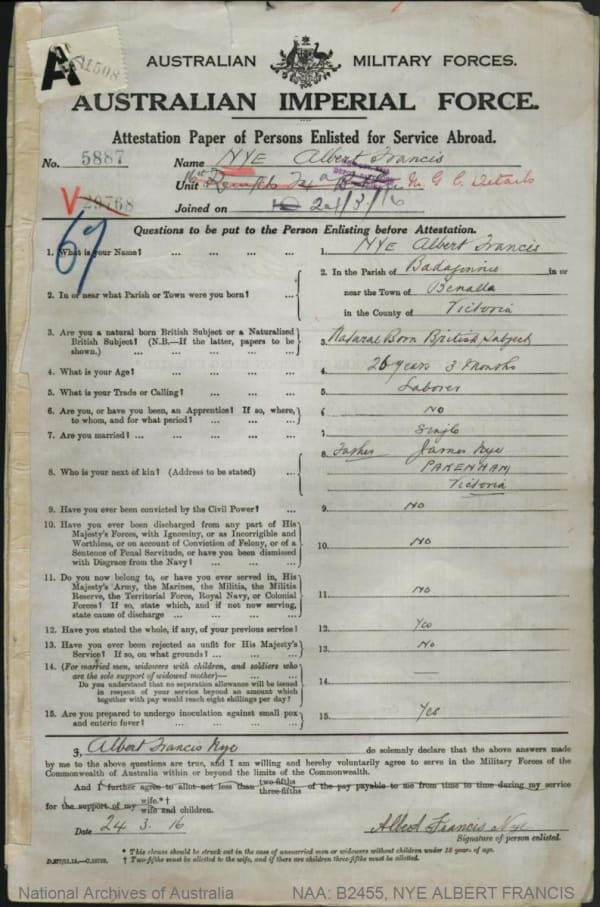 A 81508
AUSTRALIAN MILITARY FORCES.
AUSTRALIAN IMPERIAL FORCE.
Attestation Paper of Persons Enlisted for Service Abroad.
No. 5887 Name NYE Albert Francis
Unit M G C Details
V 29768
Joined on 24/3/16
Questions to be put to the Person Enlisting before Attestation.
1. What is your Name? ... ... ... ... 1. NYE Albert Francis
2. In or near what Parish or Town were you born? ... 2. In the Parish of Badaginnie in or
near the Town of Benalla
in the County of Victoria
3. Are you a natural born British Subject or a Naturalized
British Subject? (N.B.—If the latter, papers to be
shown.) ... ... ... ... 3. Natural Born British Subject
4. What is your Age? ... ... ... ... 4. 26 years 3 Months
5. What is your Trade or Calling? ... ... ... 5. Laborer
6. Are you, or have you been, an Apprentice? If so, where,
to whom, and for what period? ... ... ... 6. NO
7. Are you married? ... ... ... ... 7. Single
8. Who is your next of kin? (Address to be stated) ... 8. Father James Nye
PAKENHAM
Victoria
9. Have you ever been convicted by the Civil Power? ... 9. NO
10. Have you ever been discharged from any part of His
Majesty's Forces, with Ignominy, or as Incorrigible and
Worthless, or on account of Conviction of Felony, or of a
Sentence of Penal Servitude, or have you been dismissed
with Disgrace from the Navy? ... ... ... 10. NO
11. Do you now belong to, or have you ever served in, His
Majesty's Army, the Marines, the Militia, the Militia
Reserve, the Territorial Force, Royal Navy, or Colonial
Forces? If so, state which, and if not now serving,
state cause of discharge ... ... ... ... 11. NO
12. Have you stated the whole, if any, of your previous service? 12. Yes
13. Have you ever been rejected as unfit for His Majesty's
Service? If so, on what grounds? ... ... ... 13. No
14. (For married men, widowers with children, and soldiers who
are the sole support of widowed mother)—
Do you understand that no separation allowance will be issued
in respect of your service beyond an amount which
together with pay would reach eight shillings per day? 14. —
15. Are you prepared to undergo inoculation against small pox
and enteric fever? ... ... ... ... 15. Yes
I, Albert Francis Nye do solemnly declare that the above answers made
by me to the above questions are true, and I am willing and hereby voluntarily agree to serve in the Military Forces of the
Commonwealth of Australia within or beyond the limits of the Commonwealth.
And I further agree to allot not less than two-fifths three-fifths of the pay payable to me from time to time during my service
for the support of my wife.*† wife and children.
Date 24. 3. 16 Albert Francis Nye
Signature of person enlisted.
* This clause should be struck out in the case of unmarried men or widowers without children under 18 years of age.
† Two-fifths must be allotted to the wife, and if there are children three-fifths must be allotted.
National Archives of Australia NAA: B2455, NYE ALBERT FRANCIS